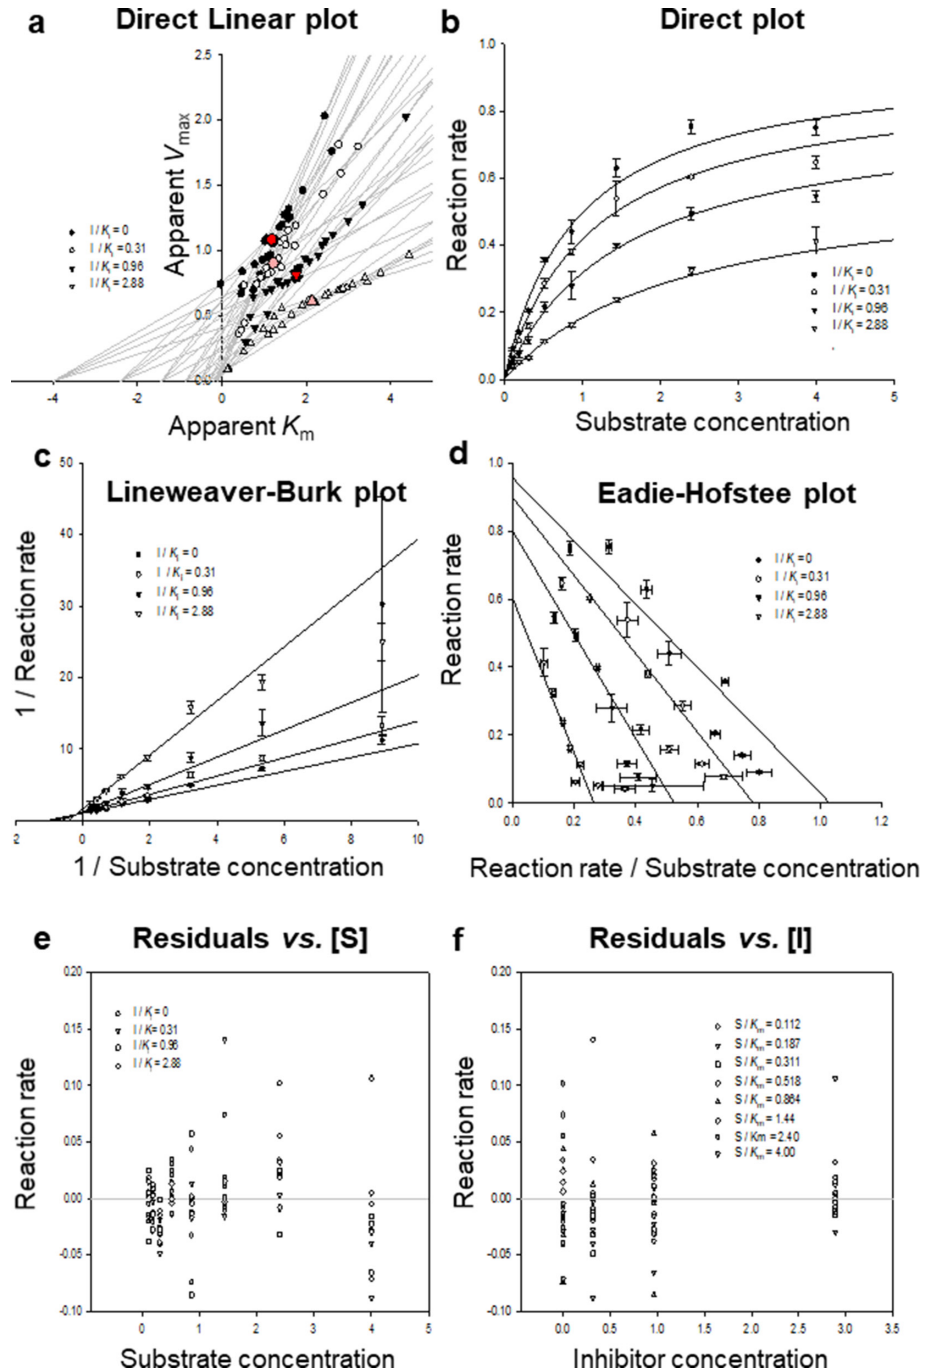 a
Direct Linear plot
2.5
2.0
1.5
1.0
0.5
0.0
-4
-2
0
2
4
Apparent Vmax
Apparent Km
I / Ki = 0
I / Ki = 0.31
I / Ki = 0.96
I / Ki = 2.88
b
Direct plot
1.0
0.8
0.6
0.4
0.2
0.0
0
1
2
3
4
5
Reaction rate
Substrate concentration
I / Ki = 0
I / Ki = 0.31
I / Ki = 0.96
I / Ki = 2.88
c
Lineweaver-Burk plot
50
40
30
20
10
2
0
2
4
6
8
10
1 / Reaction rate
1 / Substrate concentration
I / Ki = 0
I / Ki = 0.31
I / Ki = 0.96
I / Ki = 2.88
d
Eadie-Hofstee plot
1.0
0.8
0.6
0.4
0.2
0.0
0.0
0.2
0.4
0.6
0.8
1.0
1.2
Reaction rate
Reaction rate / Substrate concentration
I / Ki = 0
I / Ki = 0.31
I / Ki = 0.96
I / Ki = 2.88
e
Residuals vs. [S]
0.20
0.15
0.10
0.05
0.00
-0.05
-0.10
0
1
2
3
4
5
Reaction rate
Substrate concentration
I / Ki = 0
I / Ki = 0.31
I / Ki = 0.96
I / Ki = 2.88
f
Residuals vs. [I]
0.20
0.15
0.10
0.05
0.00
-0.05
-0.10
0.0
0.5
1.0
1.5
2.0
2.5
3.0
3.5
Reaction rate
Inhibitor concentration
S / Km = 0.112
S / Km = 0.187
S / Km = 0.311
S / Km = 0.518
S / Km = 0.864
S / Km = 1.44
S / Km = 2.40
S / Km = 4.00